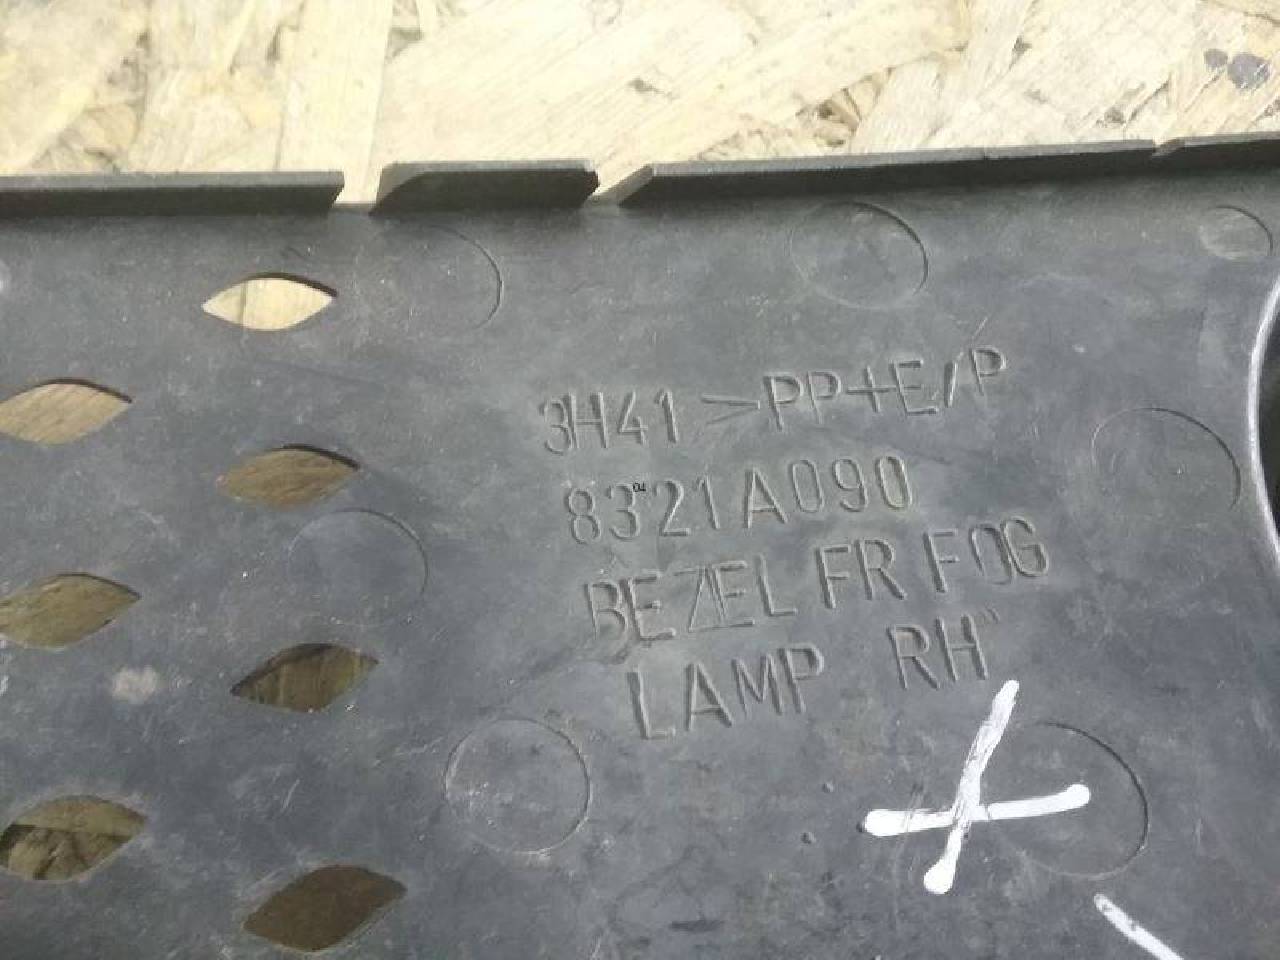 3H41 >PP+E/P
8321A090
BEZEL FR FOG
LAMP RH